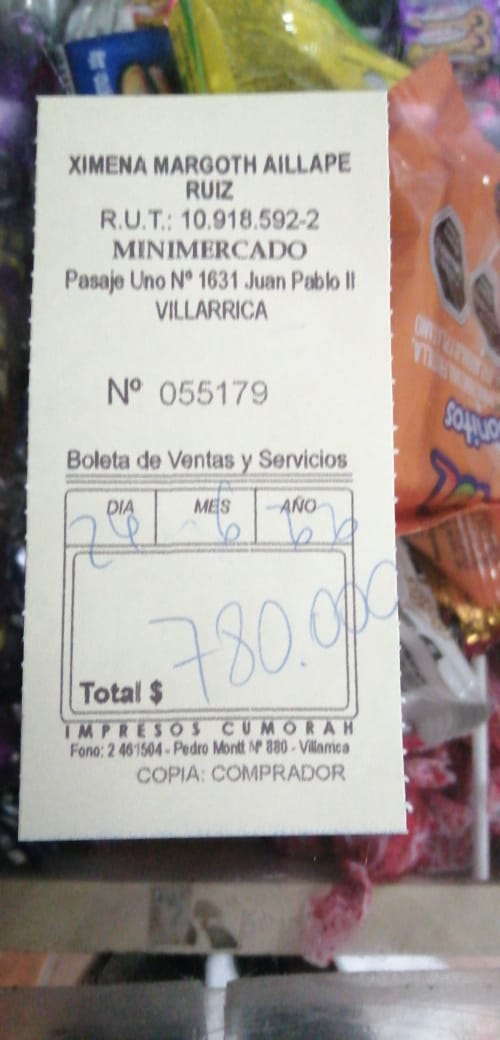 XIMENA MARGOTH AILLAPE
RUIZ
R.U.T.: 10.918.592-2
MINIMERCADO
Pasaje Uno Nº 1631 Juan Pablo II
VILLARRICA
Nº 055179
Boleta de Ventas y Servicios
DIA MES AÑO
6
780.000
Total $
IMPRESOS CUMORAH
Fono: 2 461504 - Pedro Montt Nº 880 - Villarrica
COPIA: COMPRADOR